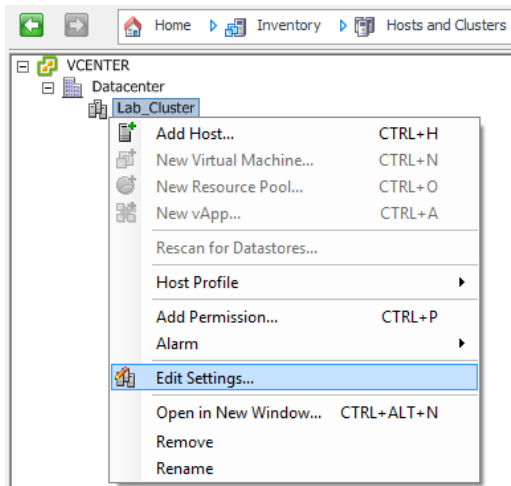 Home Inventory Hosts and Clusters
VCENTER
Datacenter
Lab_Cluster
Add Host... CTRL+H
New Virtual Machine... CTRL+N
New Resource Pool... CTRL+O
New vApp... CTRL+A
Rescan for Datastores...
Host Profile
Add Permission... CTRL+P
Alarm
Edit Settings...
Open in New Window... CTRL+ALT+N
Remove
Rename